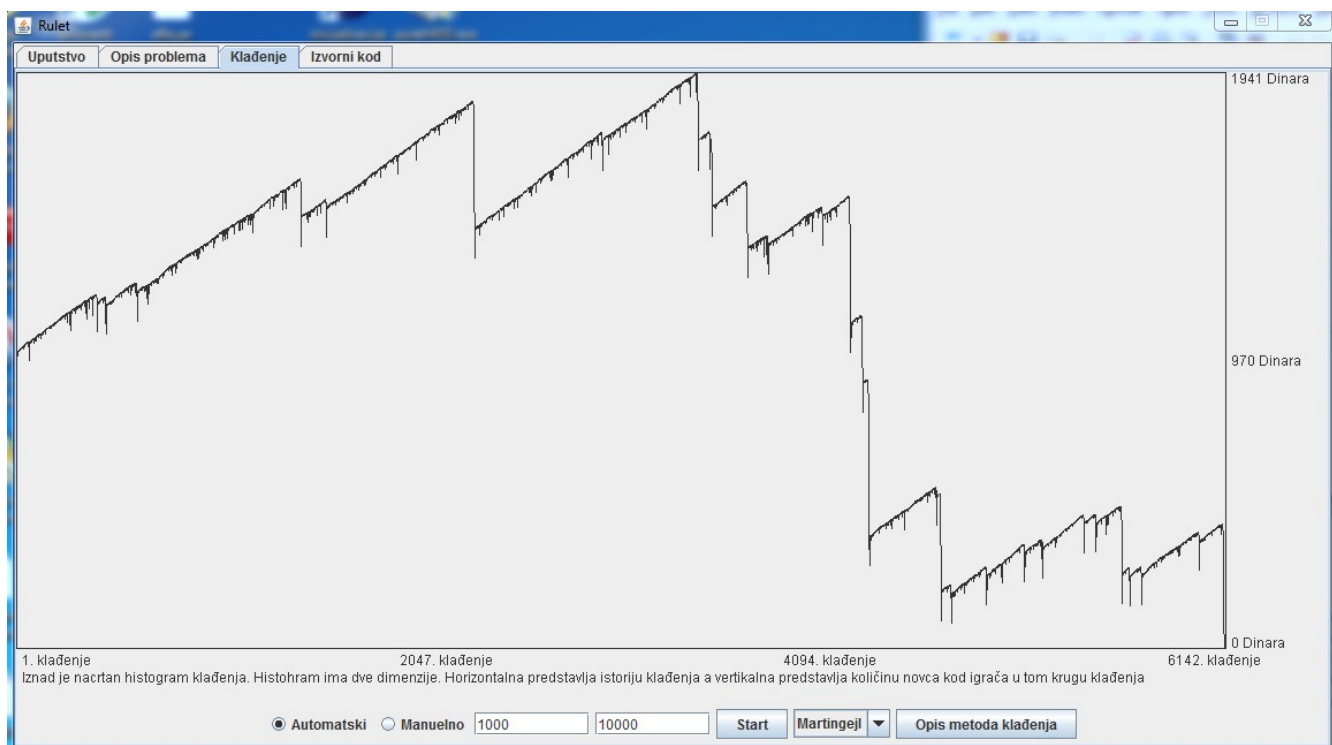 Rulet
Uputstvo Opis problema Klađenje Izvorni kod
1941 Dinara
970 Dinara
0 Dinara
1. klađenje 2047. klađenje 4094. klađenje 6142. klađenje
Iznad je nacrtan histogram klađenja. Histohram ima dve dimenzije. Horizontalna predstavlja istoriju klađenja a vertikalna predstavlja količinu novca kod igrača u tom krugu klađenja
Automatski Manuelno 1000 10000 Start Martingejl Opis metoda klađenja